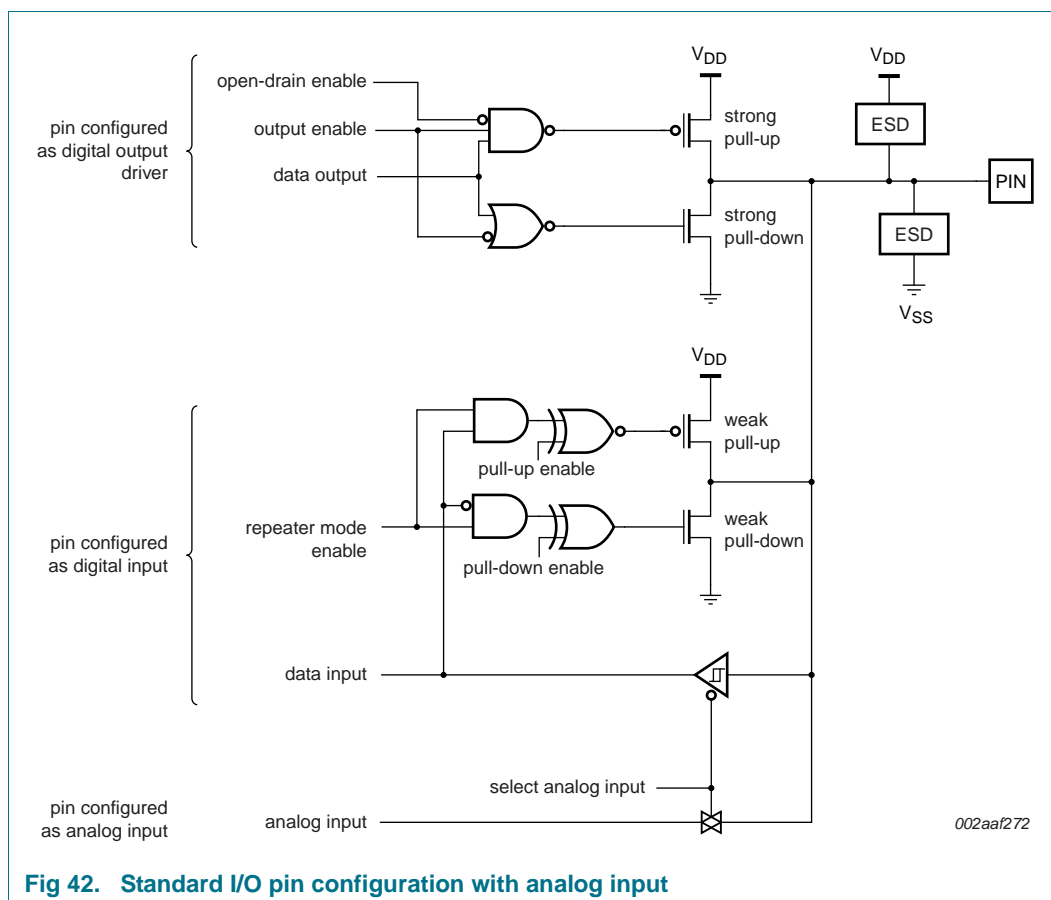 VDD
VDD
open-drain enable
strong
pull-up
ESD
pin configured
as digital output
driver
output enable
data output
PIN
strong
pull-down
ESD
VSS
VDD
weak
pull-up
pull-up enable
pin configured
as digital input
repeater mode
enable
weak
pull-down
pull-down enable
data input
select analog input
pin configured
as analog input
analog input
002aaf272
Fig 42. Standard I/O pin configuration with analog input